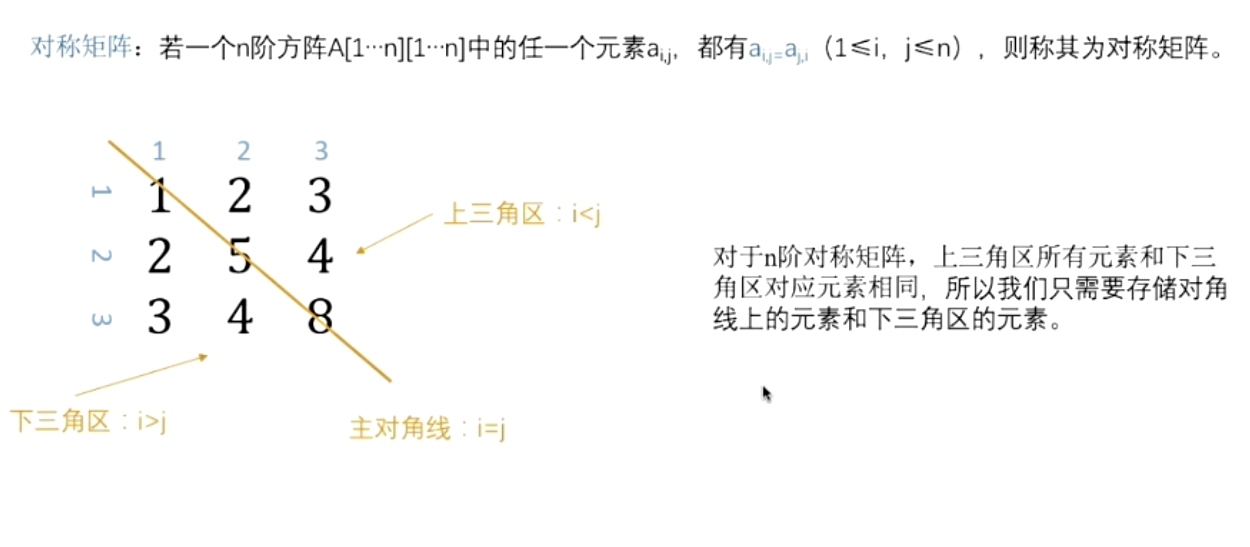 对称矩阵：若一个n阶方阵A[1…n][1…n]中的任一个元素ai,j，都有ai,j=aj,i（1≤i，j≤n），则称其为对称矩阵。
1 2 3
1 1 2 3
上三角区：i<j
2 2 5 4
3 3 4 8
对于n阶对称矩阵，上三角区所有元素和下三
角区对应元素相同，所以我们只需要存储对角
线上的元素和下三角区的元素。
下三角区：i>j
主对角线：i=j